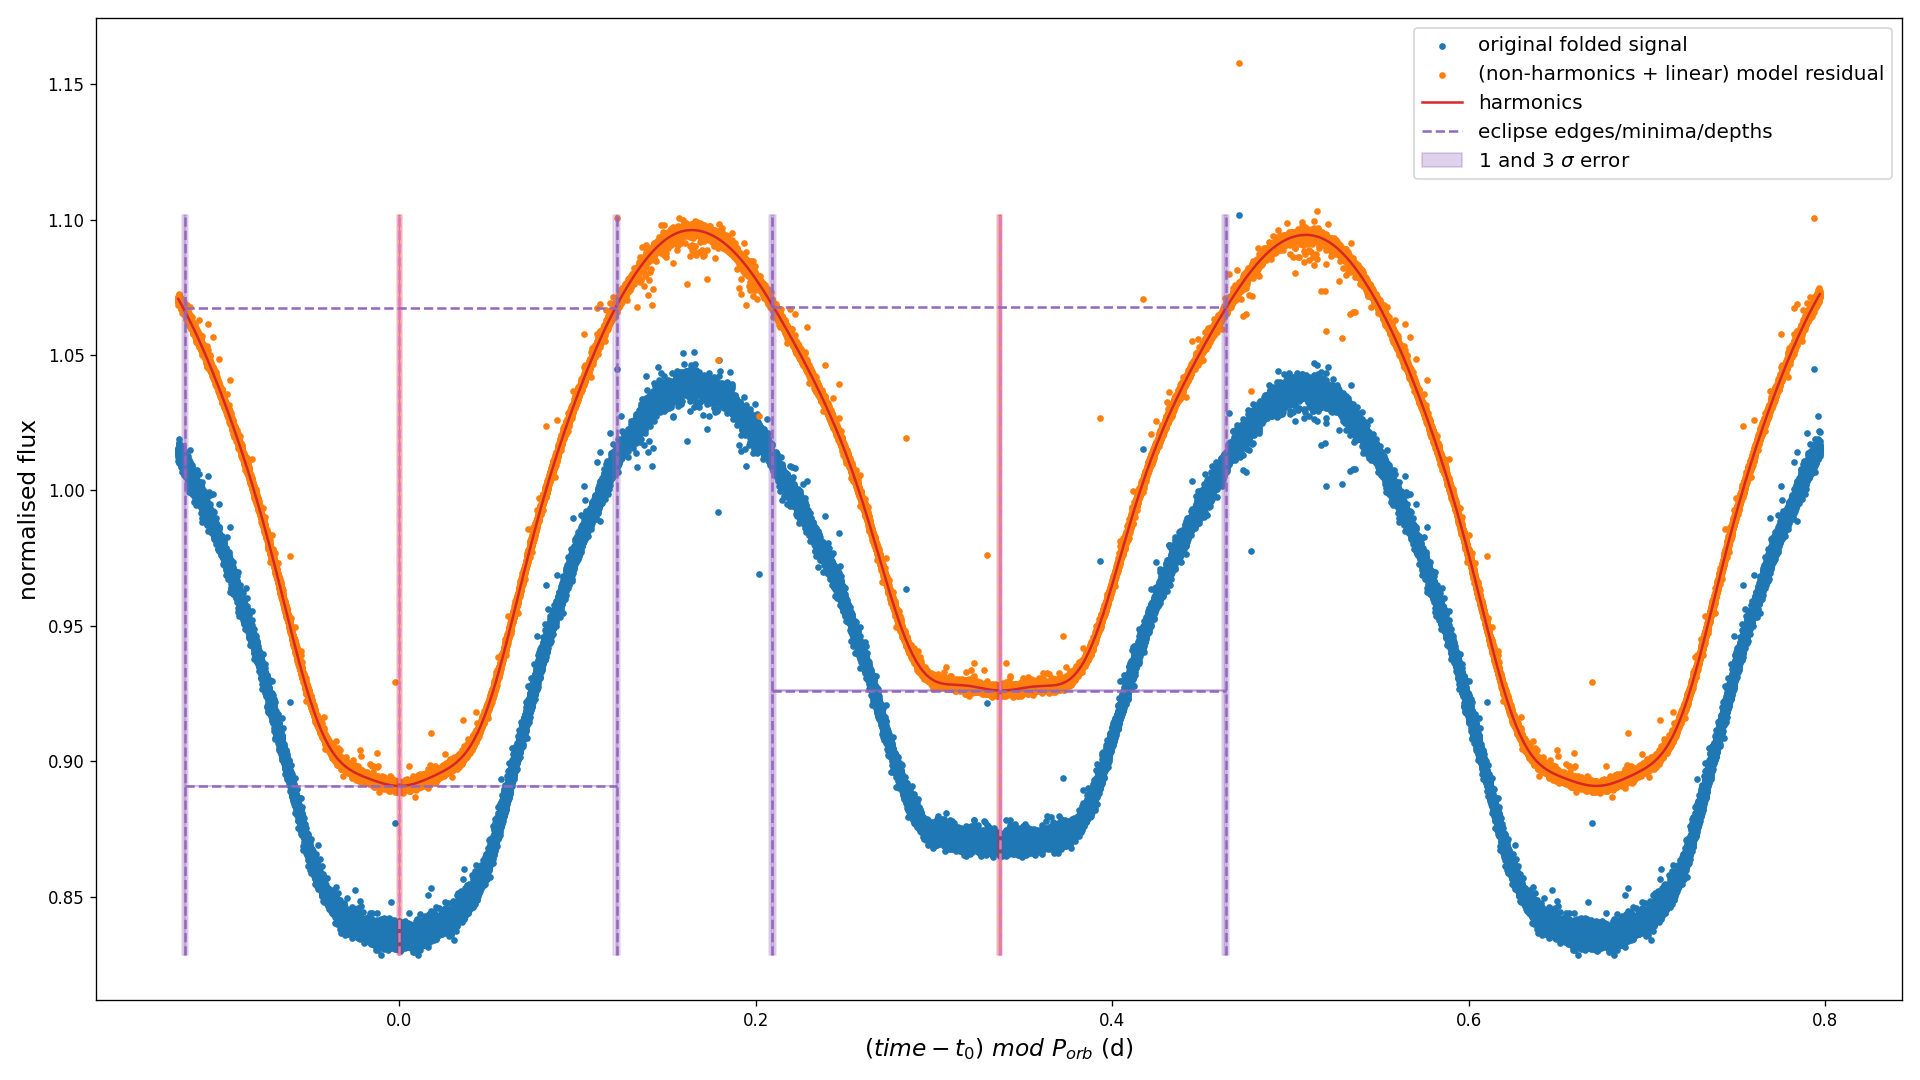 original folded signal
(non-harmonics + linear) model residual
harmonics
eclipse edges/minima/depths
1 and 3 σ error
normalised flux
1.15
1.10
1.05
1.00
0.95
0.90
0.85
0.0 0.2 0.4 0.6 0.8
(time − t₀) mod P_orb (d)